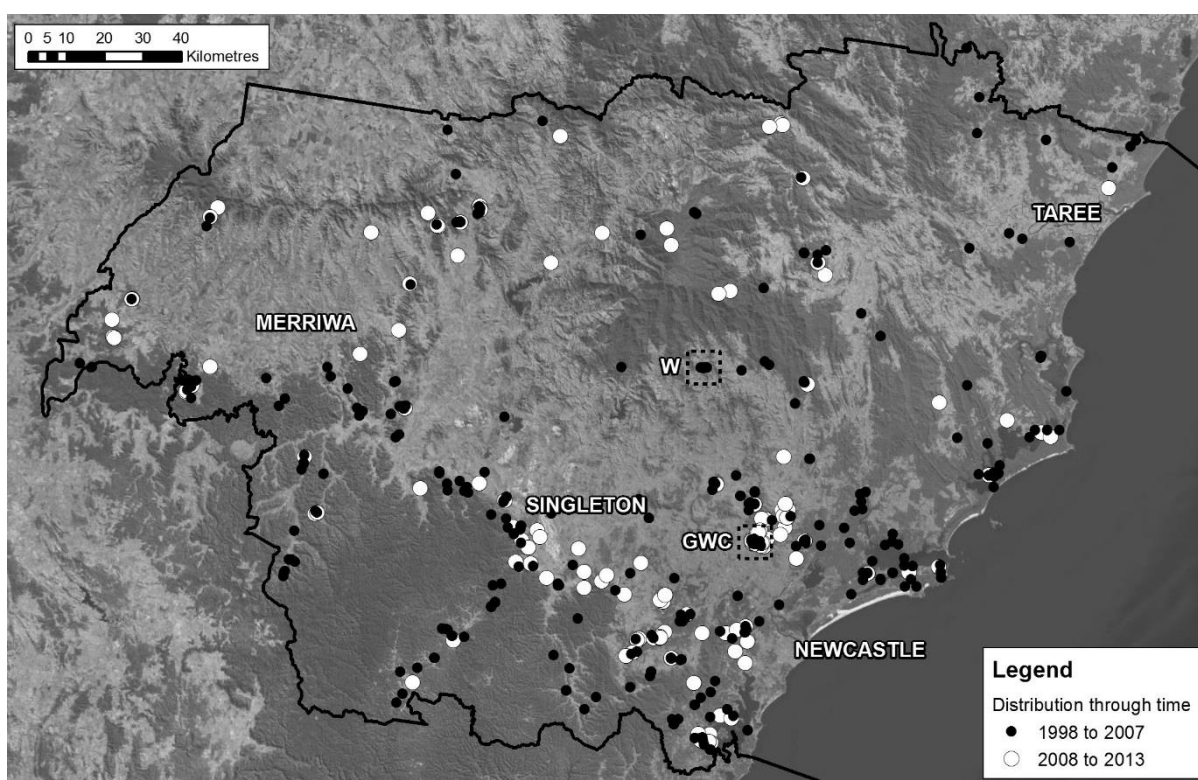 0 5 10 20 30 40
Kilometres
TAREE
MERRIWA
W
SINGLETON
GWC
NEWCASTLE
Legend
Distribution through time
1998 to 2007
2008 to 2013